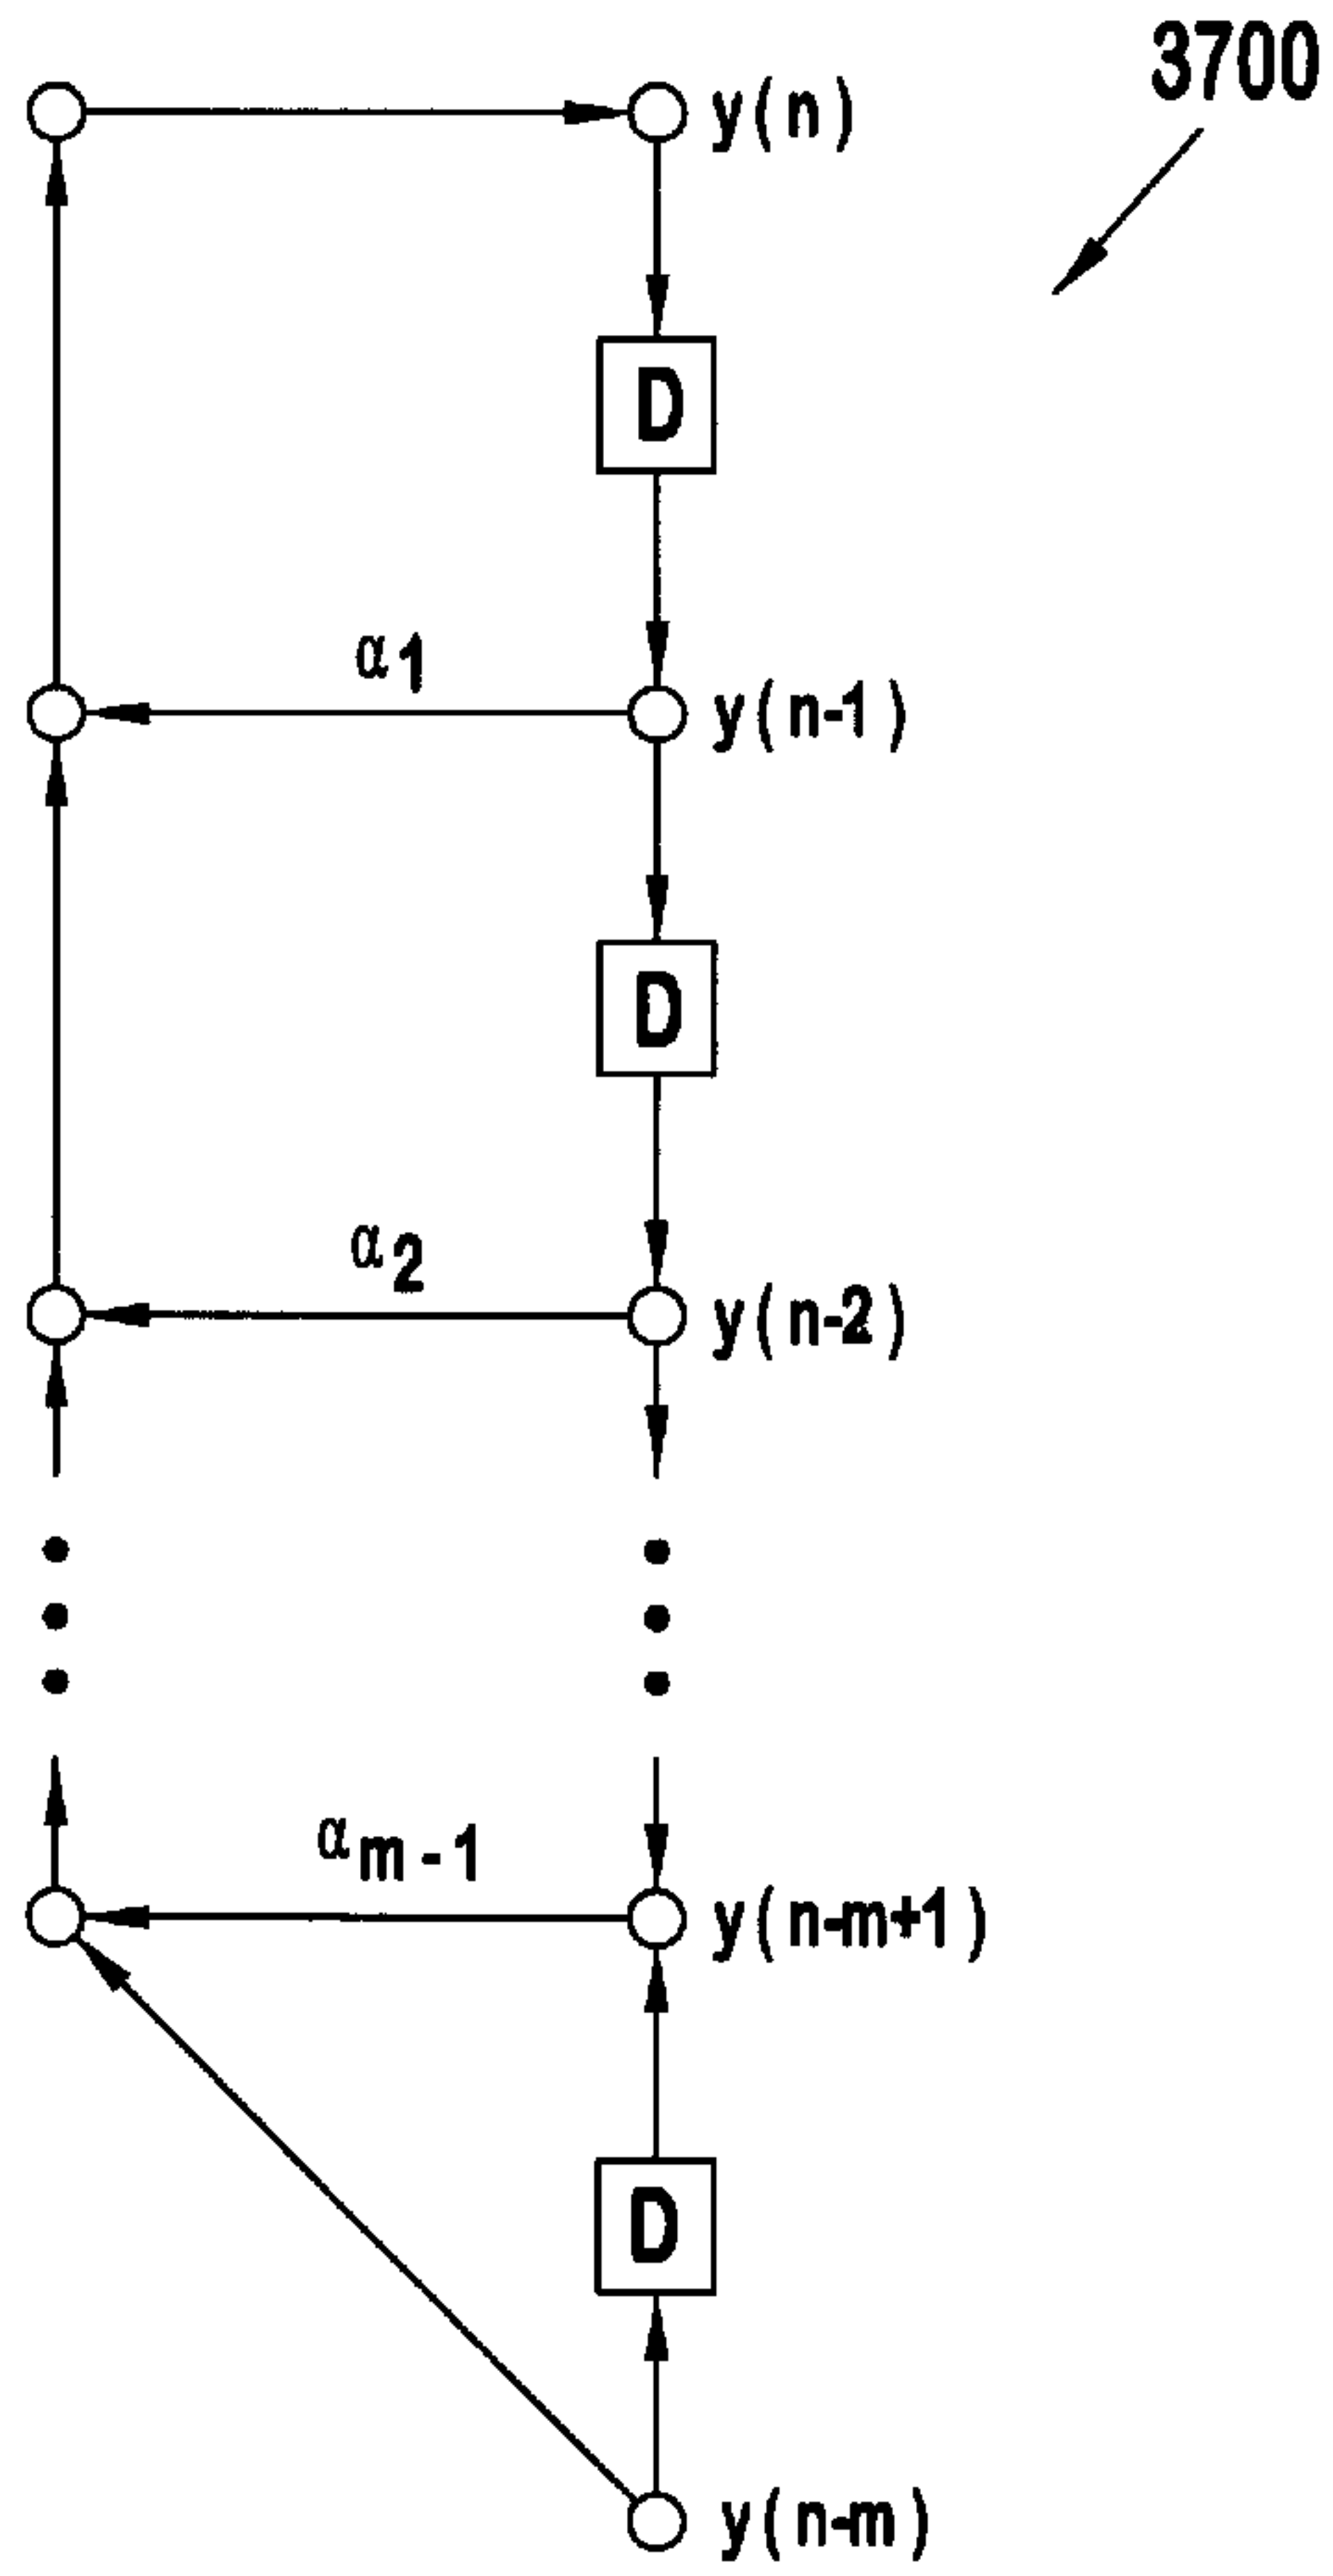 3700
y(n)
D
α1
y(n-1)
D
α2
y(n-2)
αm-1
y(n-m+1)
D
y(n-m)